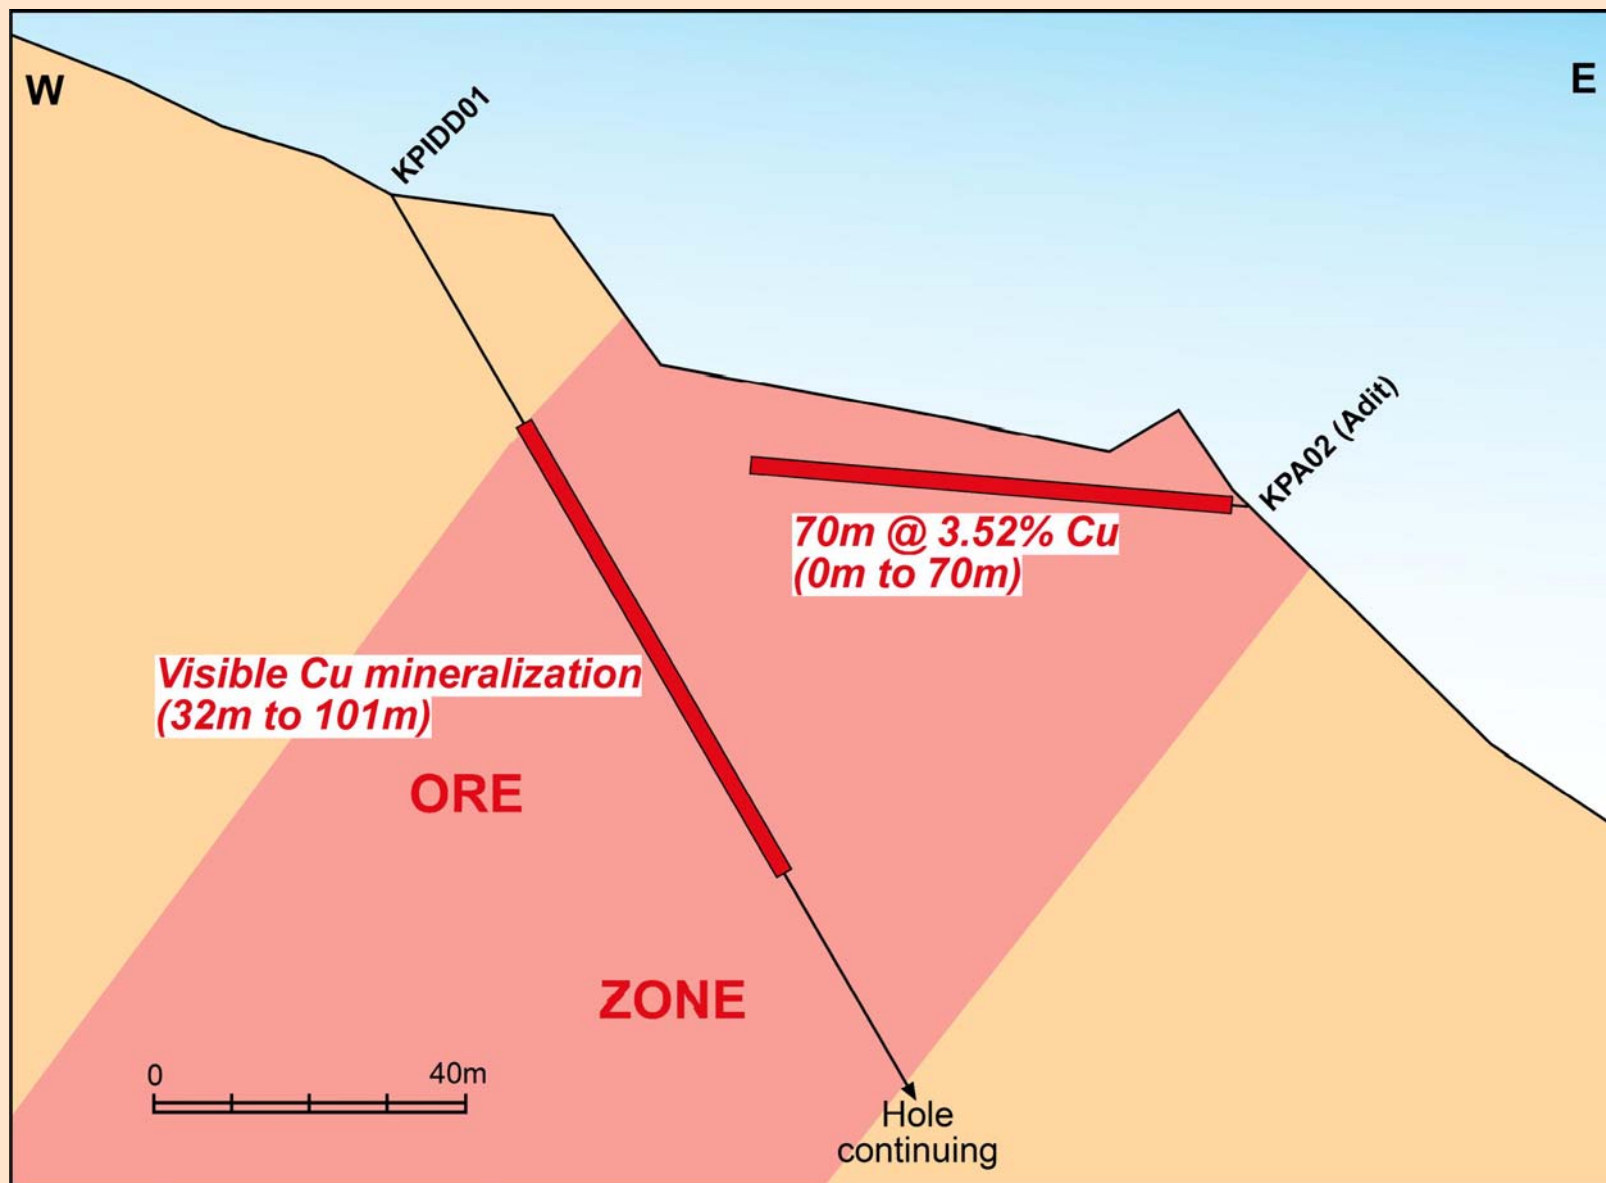 W
E
KPIDD01
KPA02 (Adit)
70m @ 3.52% Cu
(0m to 70m)
Visible Cu mineralization
(32m to 101m)
ORE
ZONE
0
40m
Hole
continuing